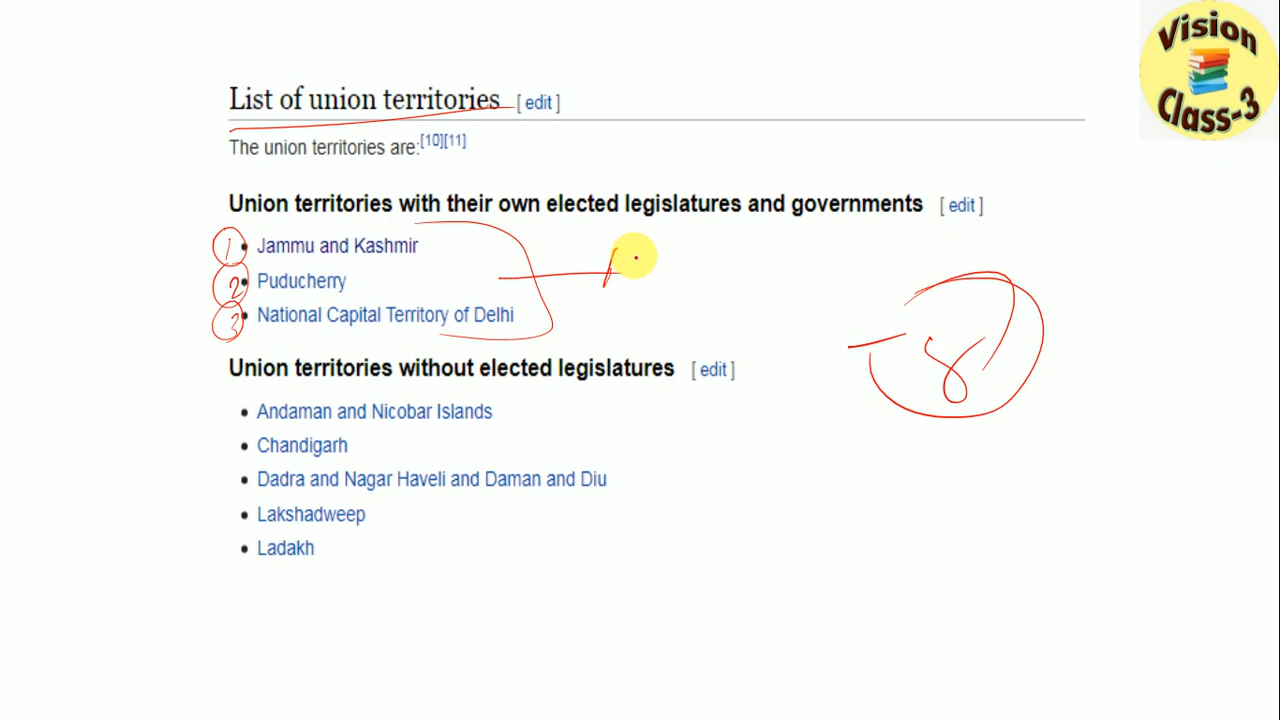 Vision
Class-3
List of union territories [ edit ]
The union territories are:[10][11]
Union territories with their own elected legislatures and governments [ edit ]
1 • Jammu and Kashmir
2 • Puducherry
3 • National Capital Territory of Delhi
8
Union territories without elected legislatures [ edit ]
• Andaman and Nicobar Islands
• Chandigarh
• Dadra and Nagar Haveli and Daman and Diu
• Lakshadweep
• Ladakh